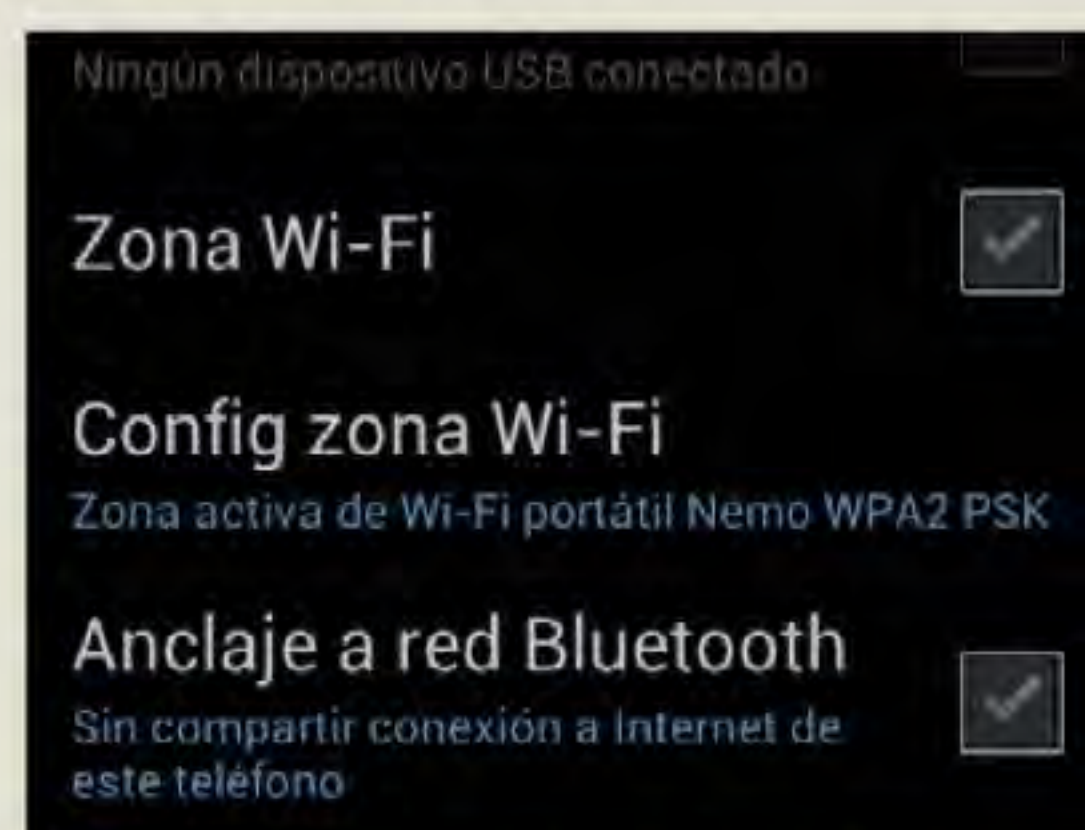 Ningún dispositivo USB conectado
Zona Wi-Fi
Config zona Wi-Fi
Zona activa de Wi-Fi portátil Nemo WPA2 PSK
Anclaje a red Bluetooth
Sin compartir conexión a Internet de
este teléfono